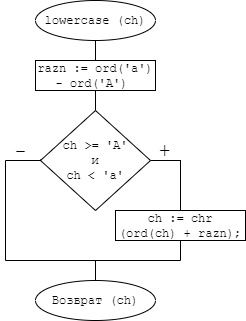 lowercase (ch)
razn := ord('a')
- ord('A')
ch >= 'A'
и
ch < 'a'
−
+
ch := chr
(ord(ch) + razn);
Возврат (ch)